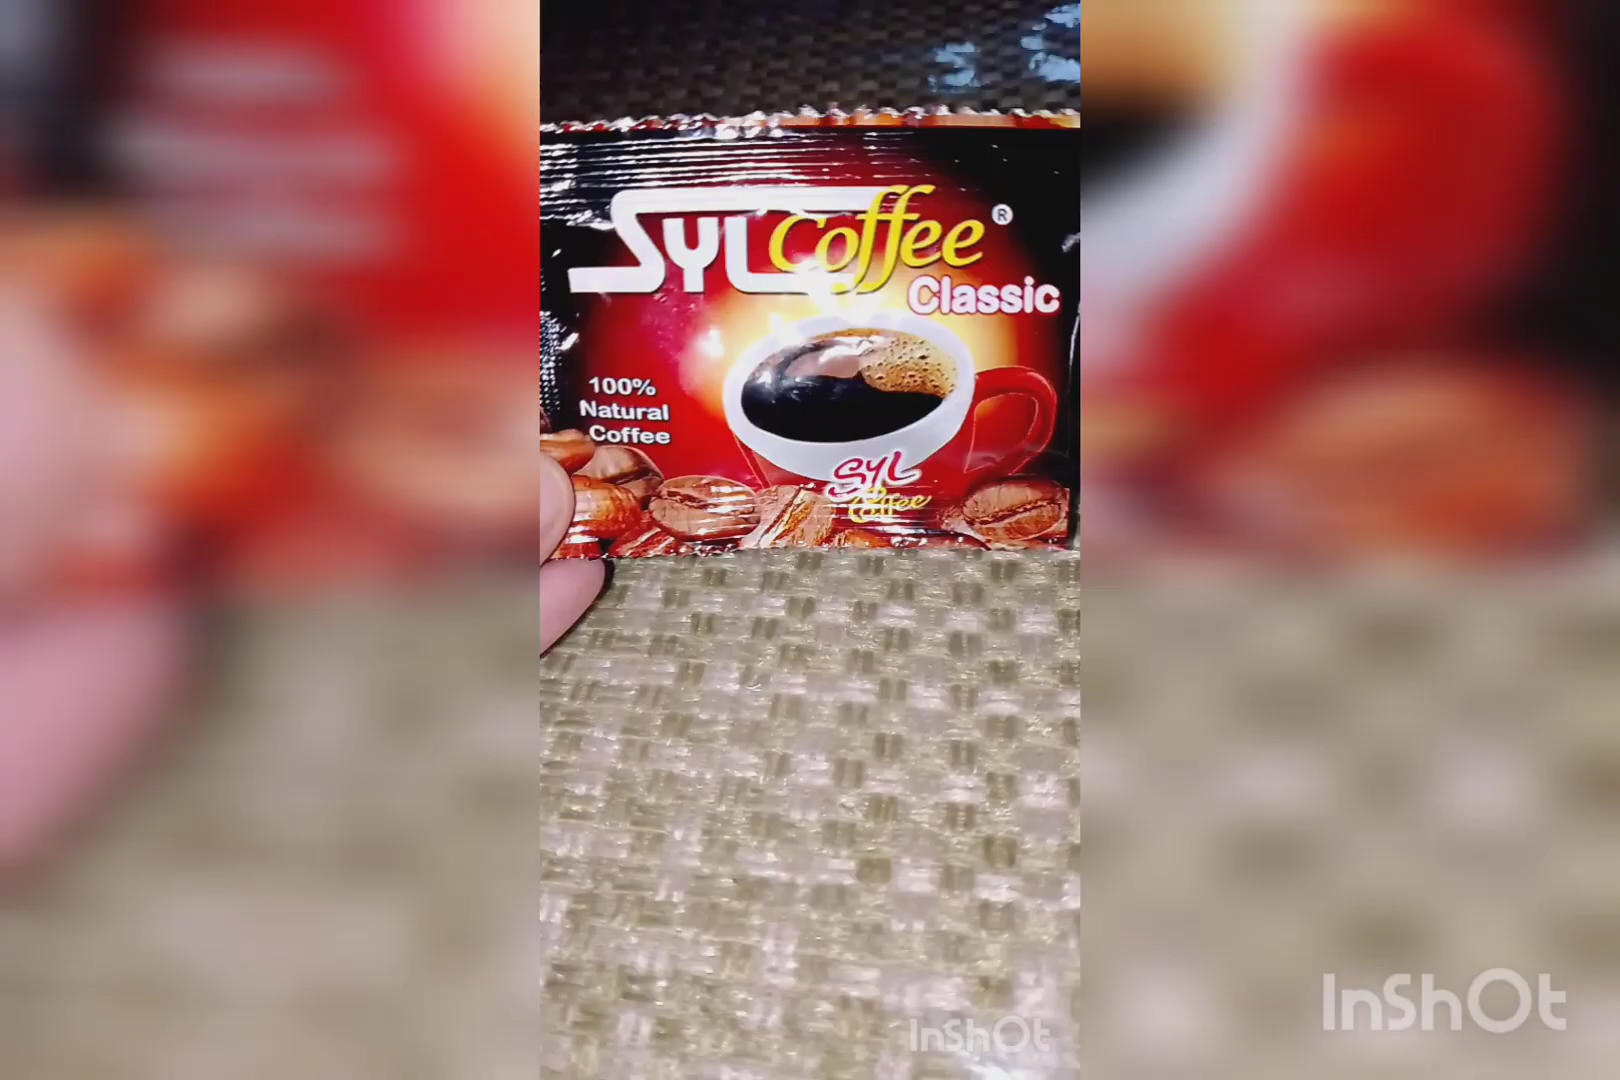 SYL Coffee ®
Classic
100%
Natural
Coffee
SYL
Coffee
InShOt
InShOt